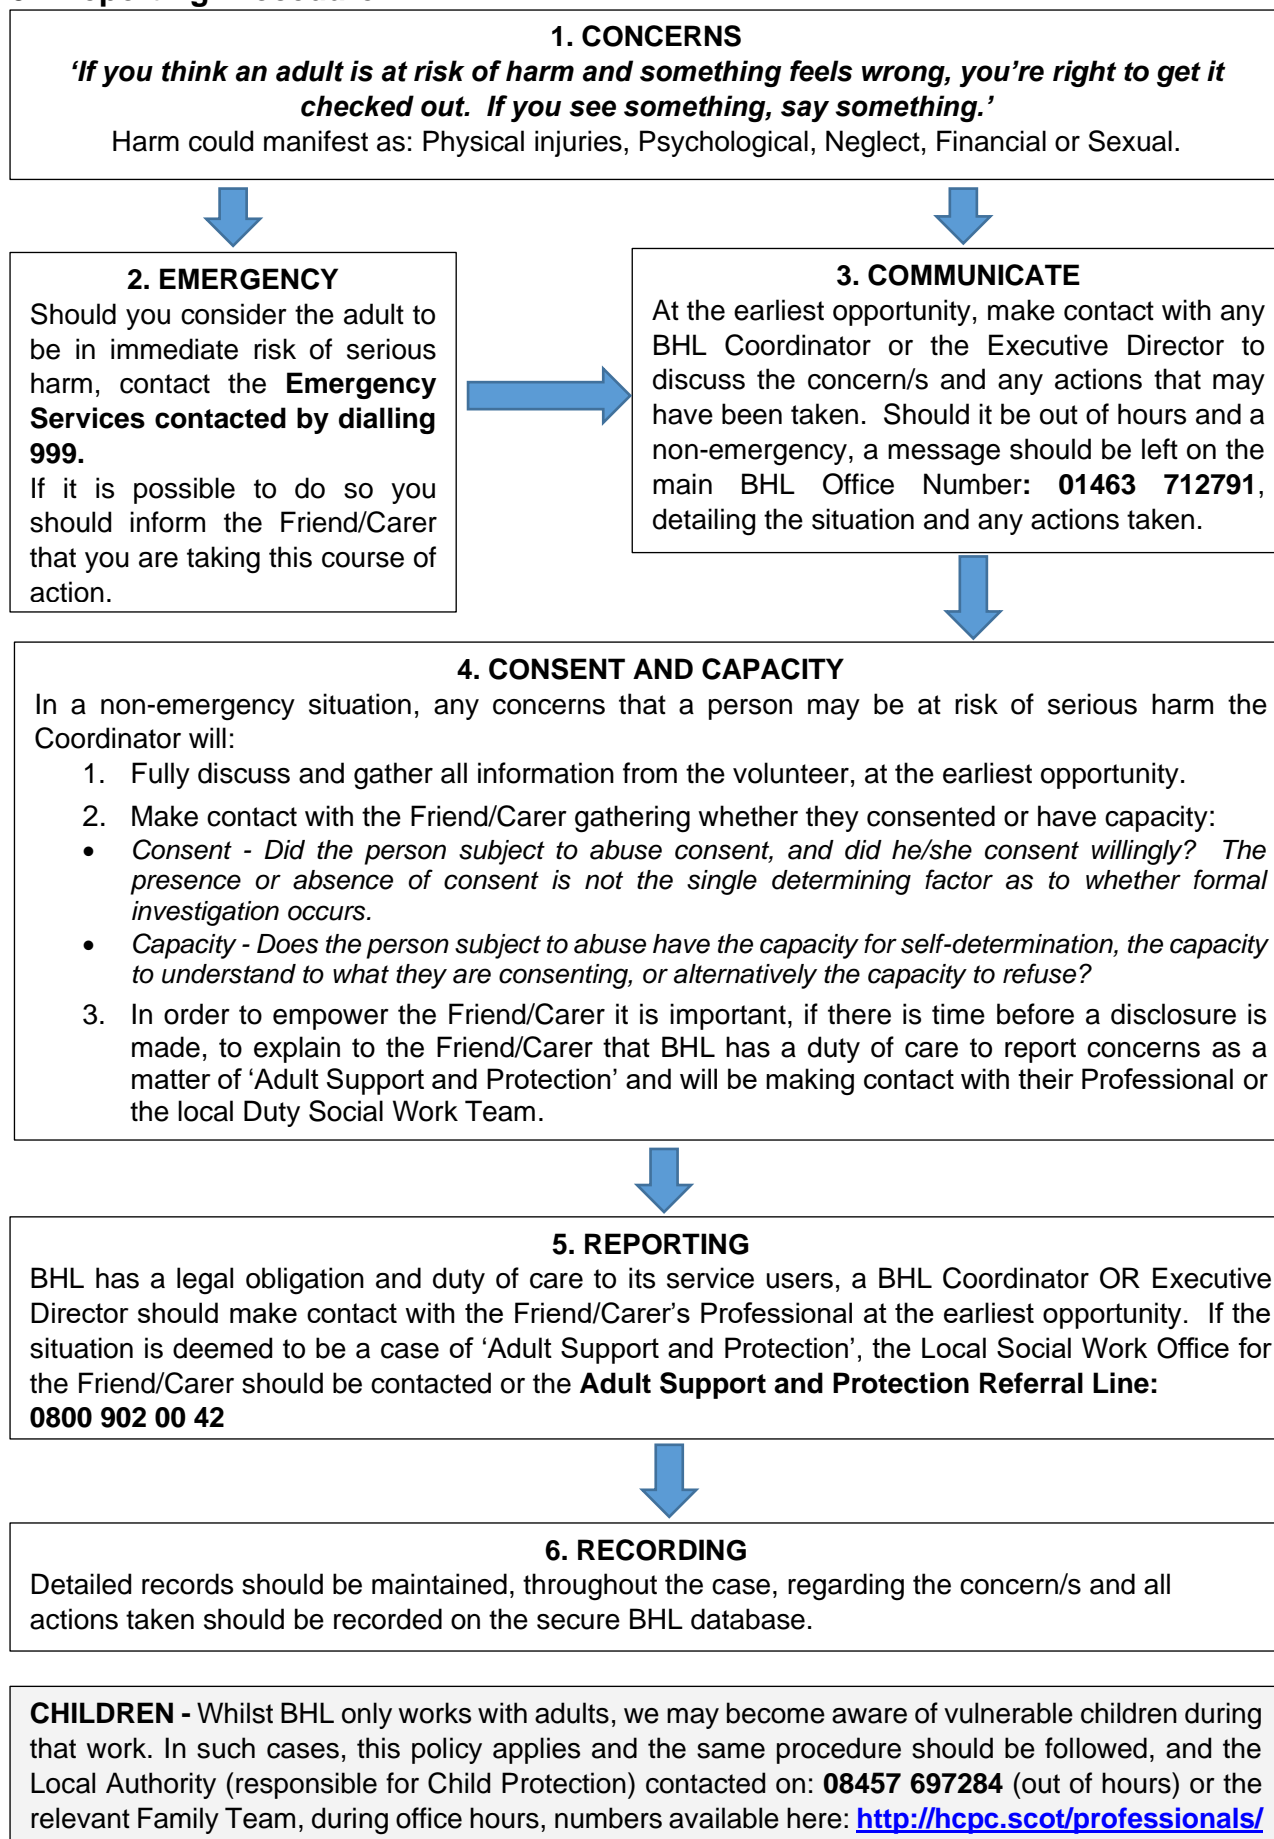 1. CONCERNS
'If you think an adult is at risk of harm and something feels wrong, you're right to get it
checked out. If you see something, say something.'
Harm could manifest as: Physical injuries, Psychological, Neglect, Financial or Sexual.
2. EMERGENCY
Should you consider the adult to
be in immediate risk of serious
harm, contact the Emergency
Services contacted by dialling
999.
If it is possible to do so you
should inform the Friend/Carer
that you are taking this course of
action.
3. COMMUNICATE
At the earliest opportunity, make contact with any
BHL Coordinator or the Executive Director to
discuss the concern/s and any actions that may
have been taken. Should it be out of hours and a
non-emergency, a message should be left on the
main BHL Office Number: 01463 712791,
detailing the situation and any actions taken.
4. CONSENT AND CAPACITY
In a non-emergency situation, any concerns that a person may be at risk of serious harm the
Coordinator will:
1. Fully discuss and gather all information from the volunteer, at the earliest opportunity.
2. Make contact with the Friend/Carer gathering whether they consented or have capacity:
• Consent - Did the person subject to abuse consent, and did he/she consent willingly? The
presence or absence of consent is not the single determining factor as to whether formal
investigation occurs.
• Capacity - Does the person subject to abuse have the capacity for self-determination, the capacity
to understand to what they are consenting, or alternatively the capacity to refuse?
3. In order to empower the Friend/Carer it is important, if there is time before a disclosure is
made, to explain to the Friend/Carer that BHL has a duty of care to report concerns as a
matter of 'Adult Support and Protection' and will be making contact with their Professional or
the local Duty Social Work Team.
5. REPORTING
BHL has a legal obligation and duty of care to its service users, a BHL Coordinator OR Executive
Director should make contact with the Friend/Carer's Professional at the earliest opportunity. If the
situation is deemed to be a case of 'Adult Support and Protection', the Local Social Work Office for
the Friend/Carer should be contacted or the Adult Support and Protection Referral Line:
0800 902 00 42
6. RECORDING
Detailed records should be maintained, throughout the case, regarding the concern/s and all
actions taken should be recorded on the secure BHL database.
CHILDREN - Whilst BHL only works with adults, we may become aware of vulnerable children during
that work. In such cases, this policy applies and the same procedure should be followed, and the
Local Authority (responsible for Child Protection) contacted on: 08457 697284 (out of hours) or the
relevant Family Team, during office hours, numbers available here: http://hcpc.scot/professionals/